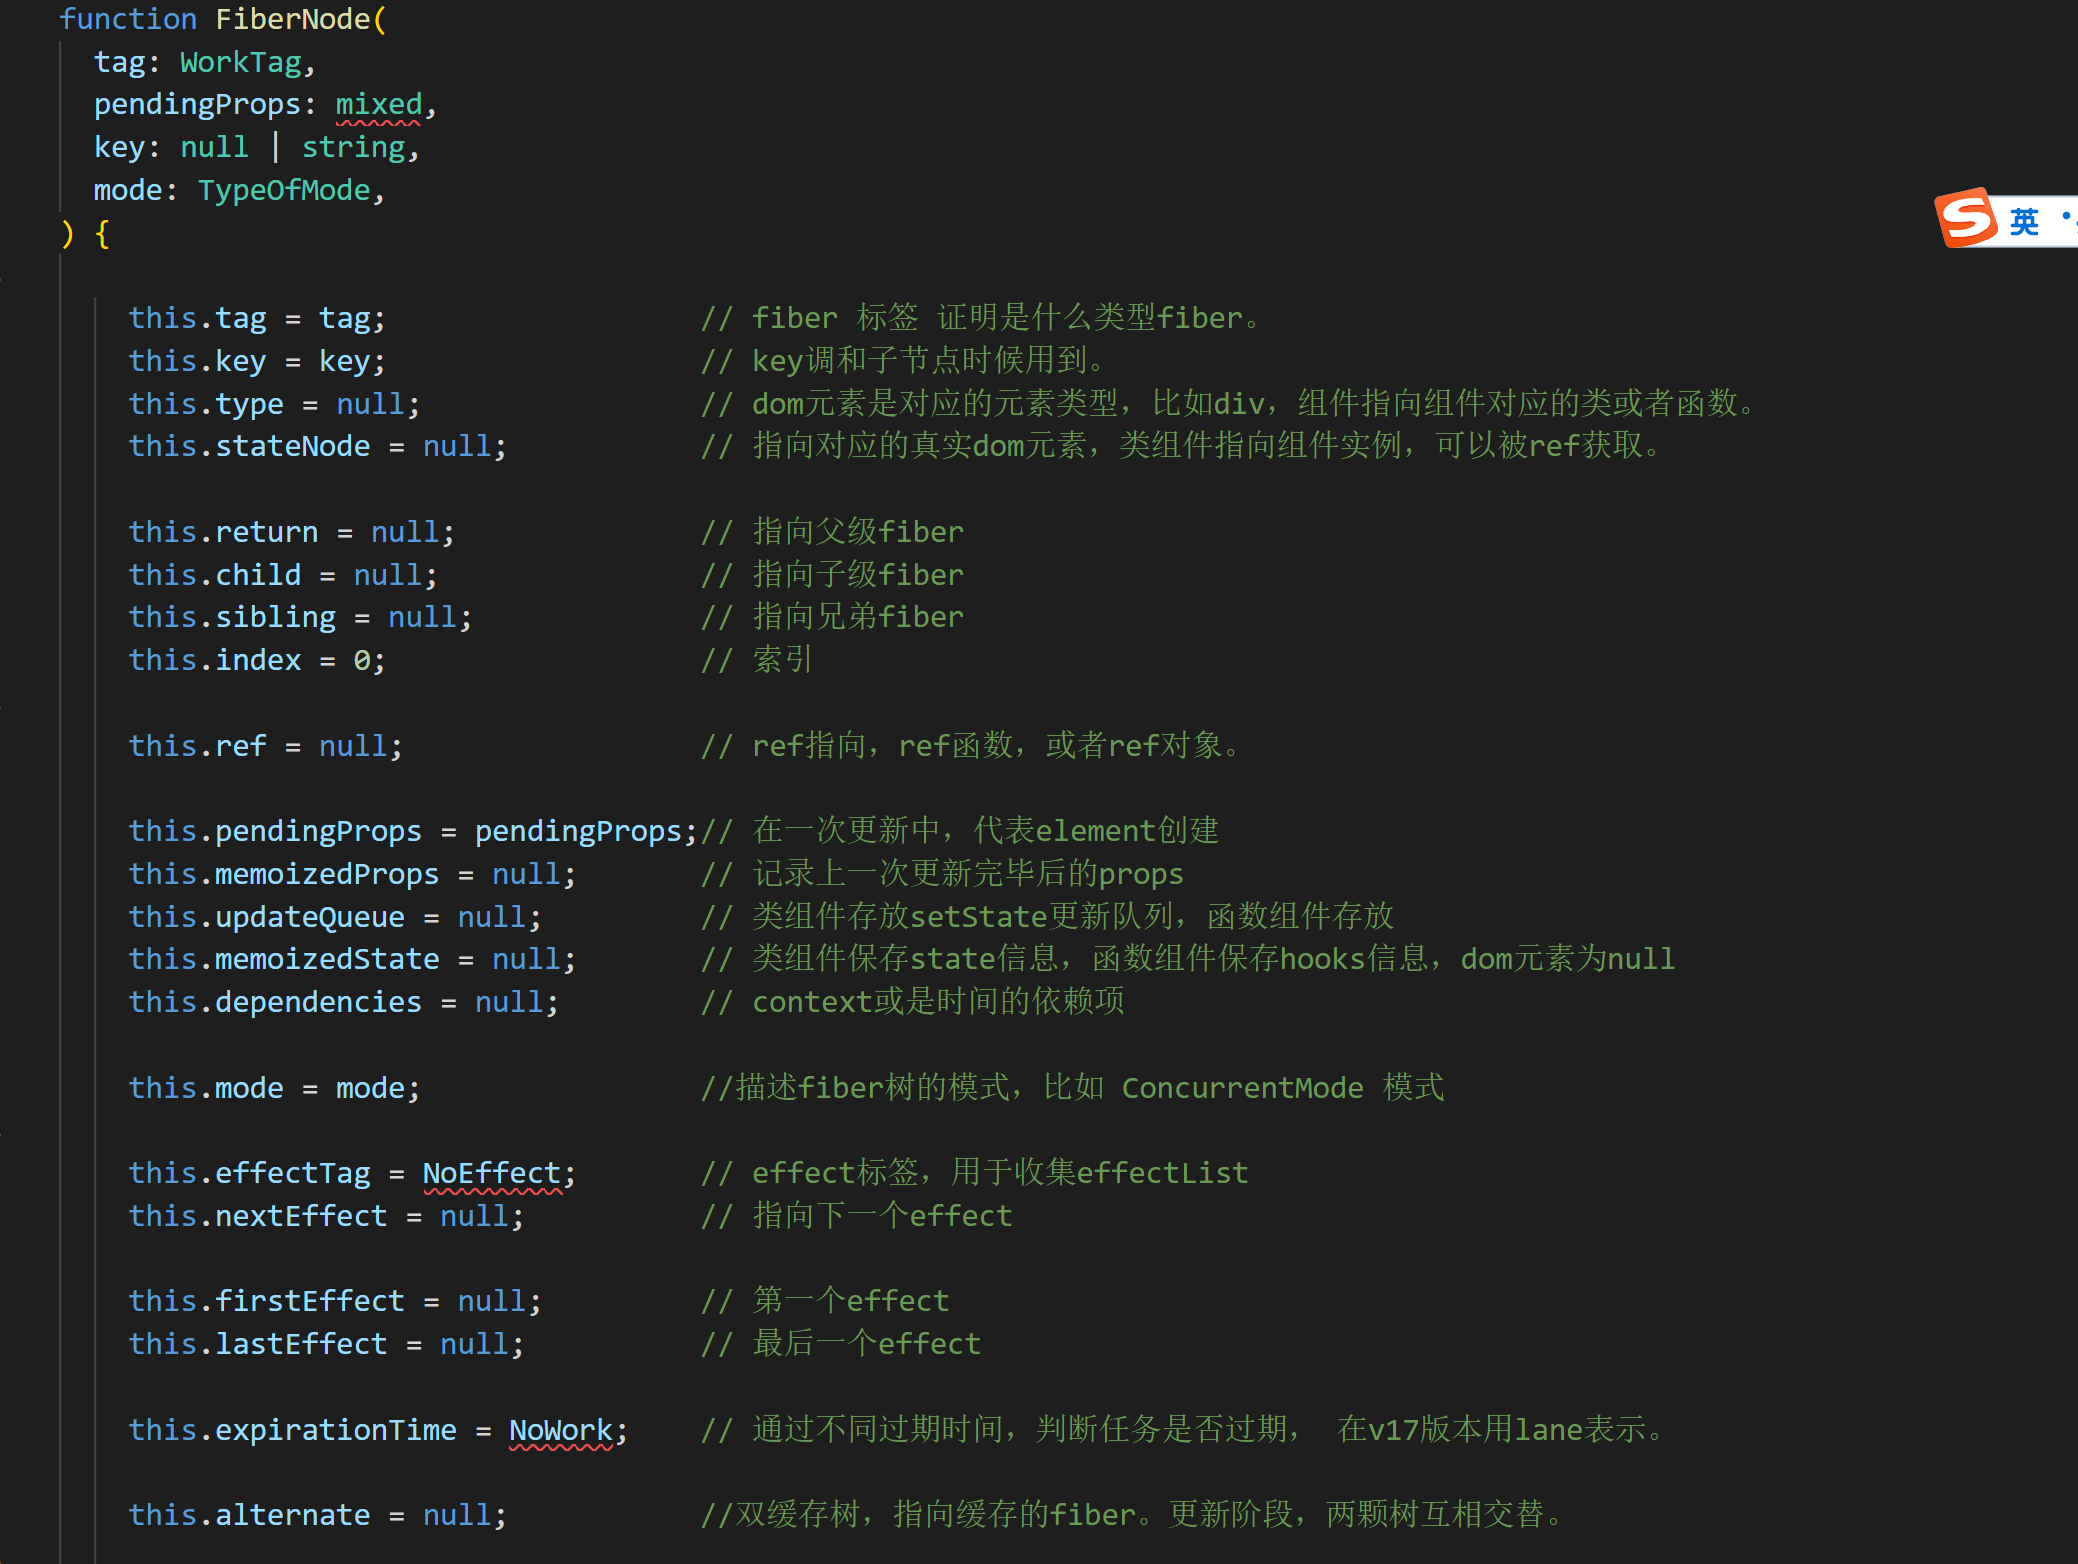 function FiberNode(
tag: WorkTag,
pendingProps: mixed,
key: null | string,
mode: TypeOfMode,
) {
英
this.tag = tag; // fiber 标签 证明是什么类型fiber。
this.key = key; // key调和子节点时候用到。
this.type = null; // dom元素是对应的元素类型，比如div，组件指向组件对应的类或者函数。
this.stateNode = null; // 指向对应的真实dom元素，类组件指向组件实例，可以被ref获取。
this.return = null; // 指向父级fiber
this.child = null; // 指向子级fiber
this.sibling = null; // 指向兄弟fiber
this.index = 0; // 索引
this.ref = null; // ref指向，ref函数，或者ref对象。
this.pendingProps = pendingProps;// 在一次更新中，代表element创建
this.memoizedProps = null; // 记录上一次更新完毕后的props
this.updateQueue = null; // 类组件存放setState更新队列，函数组件存放
this.memoizedState = null; // 类组件保存state信息，函数组件保存hooks信息，dom元素为null
this.dependencies = null; // context或是时间的依赖项
this.mode = mode; //描述fiber树的模式，比如 ConcurrentMode 模式
this.effectTag = NoEffect; // effect标签，用于收集effectList
this.nextEffect = null; // 指向下一个effect
this.firstEffect = null; // 第一个effect
this.lastEffect = null; // 最后一个effect
this.expirationTime = NoWork; // 通过不同过期时间，判断任务是否过期， 在v17版本用lane表示。
this.alternate = null; //双缓存树，指向缓存的fiber。更新阶段，两颗树互相交替。